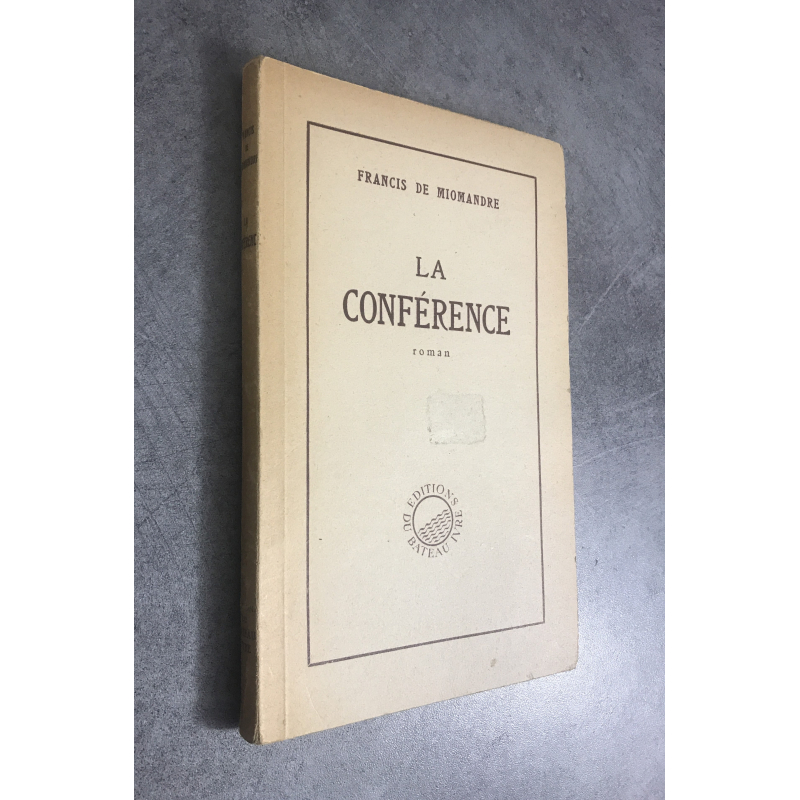 FRANCIS DE MIOMANDRE
LA
CONFÉRENCE
roman
EDITIONS
DU BATEAU IVRE